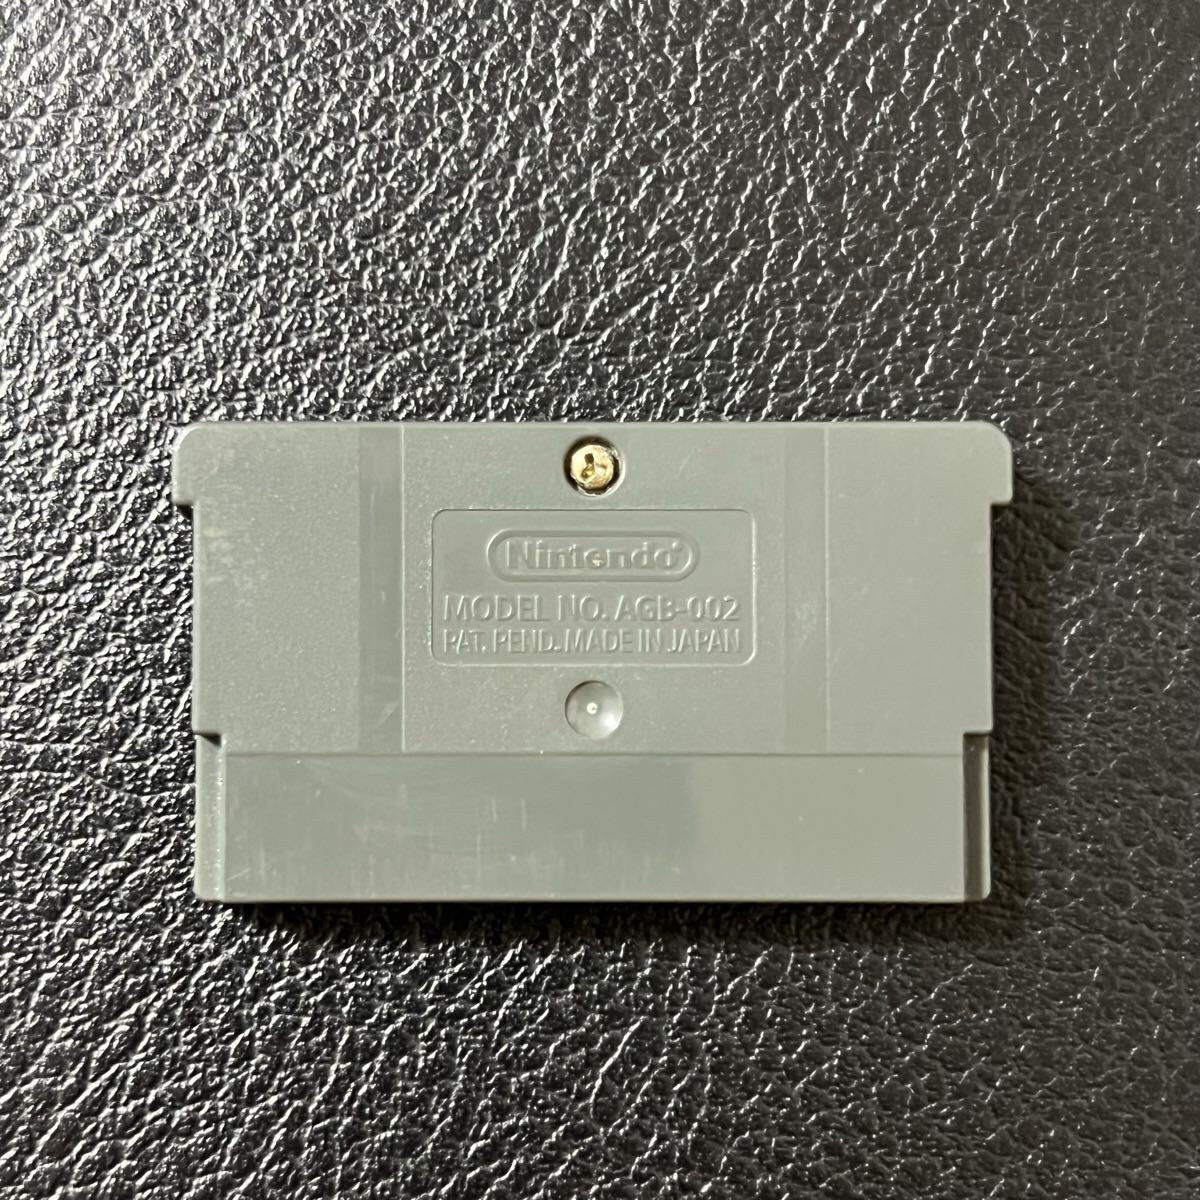 Nintendo®
MODEL NO. AGB-002
PAT. PEND. MADE IN JAPAN